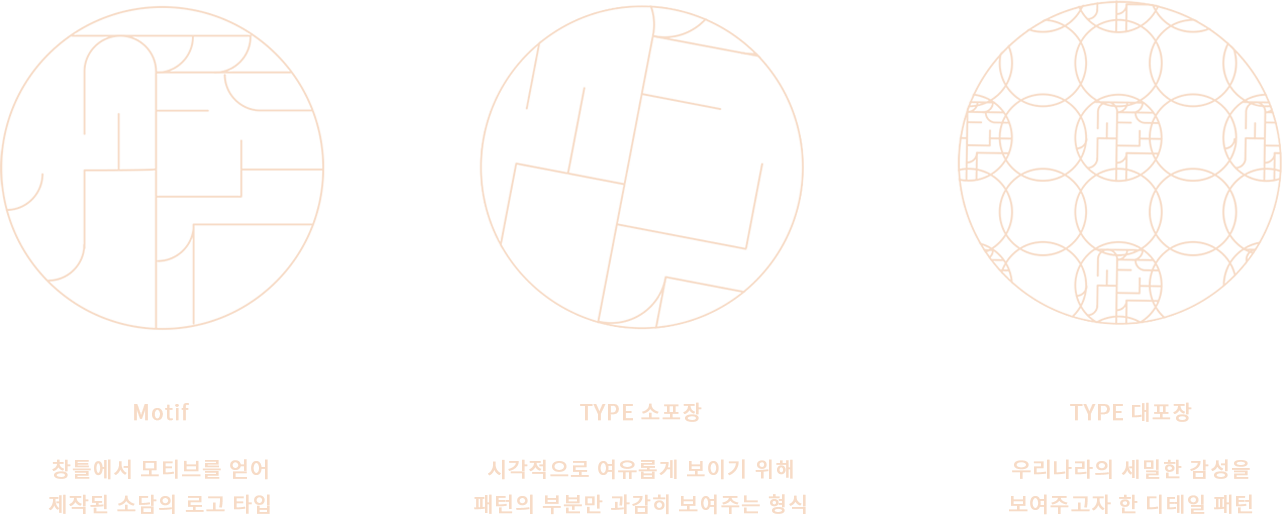 Motif
창틀에서 모티브를 얻어
제작된 소담의 로고 타입
TYPE 소포장
시각적으로 여유롭게 보이기 위해
패턴의 부분만 과감히 보여주는 형식
TYPE 대포장
우리나라의 세밀한 감성을
보여주고자 한 디테일 패턴